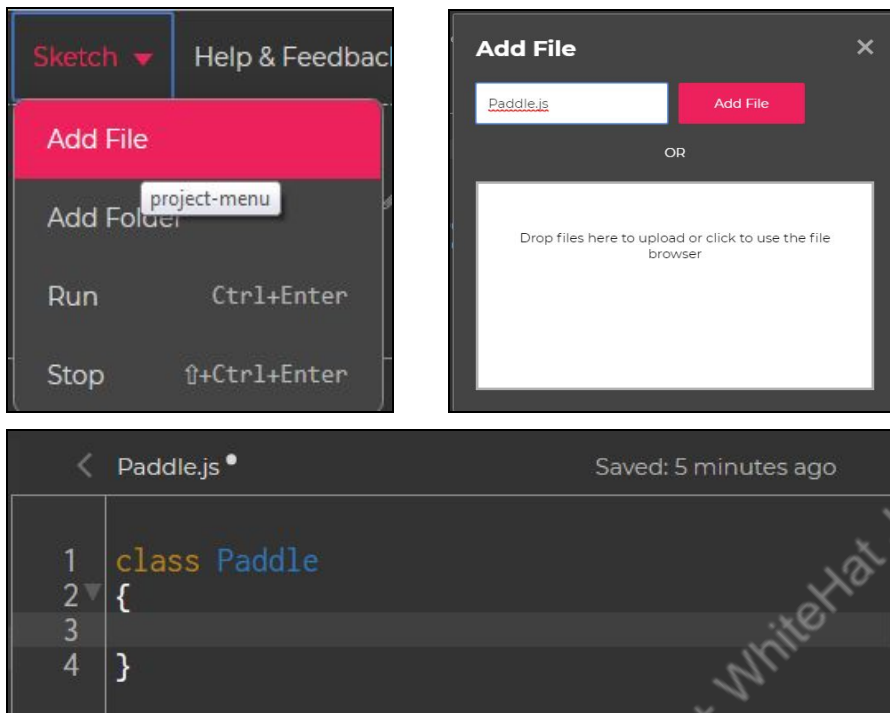 Sketch ▼ Help & Feedbac
Add File
project-menu
Add Folder
Run Ctrl+Enter
Stop ⇧+Ctrl+Enter
Add File ×
Paddle.js Add File
OR
Drop files here to upload or click to use the file
browser
< Paddle.js● Saved: 5 minutes ago
1 class Paddle
2 {
3
4 }
WhiteHat